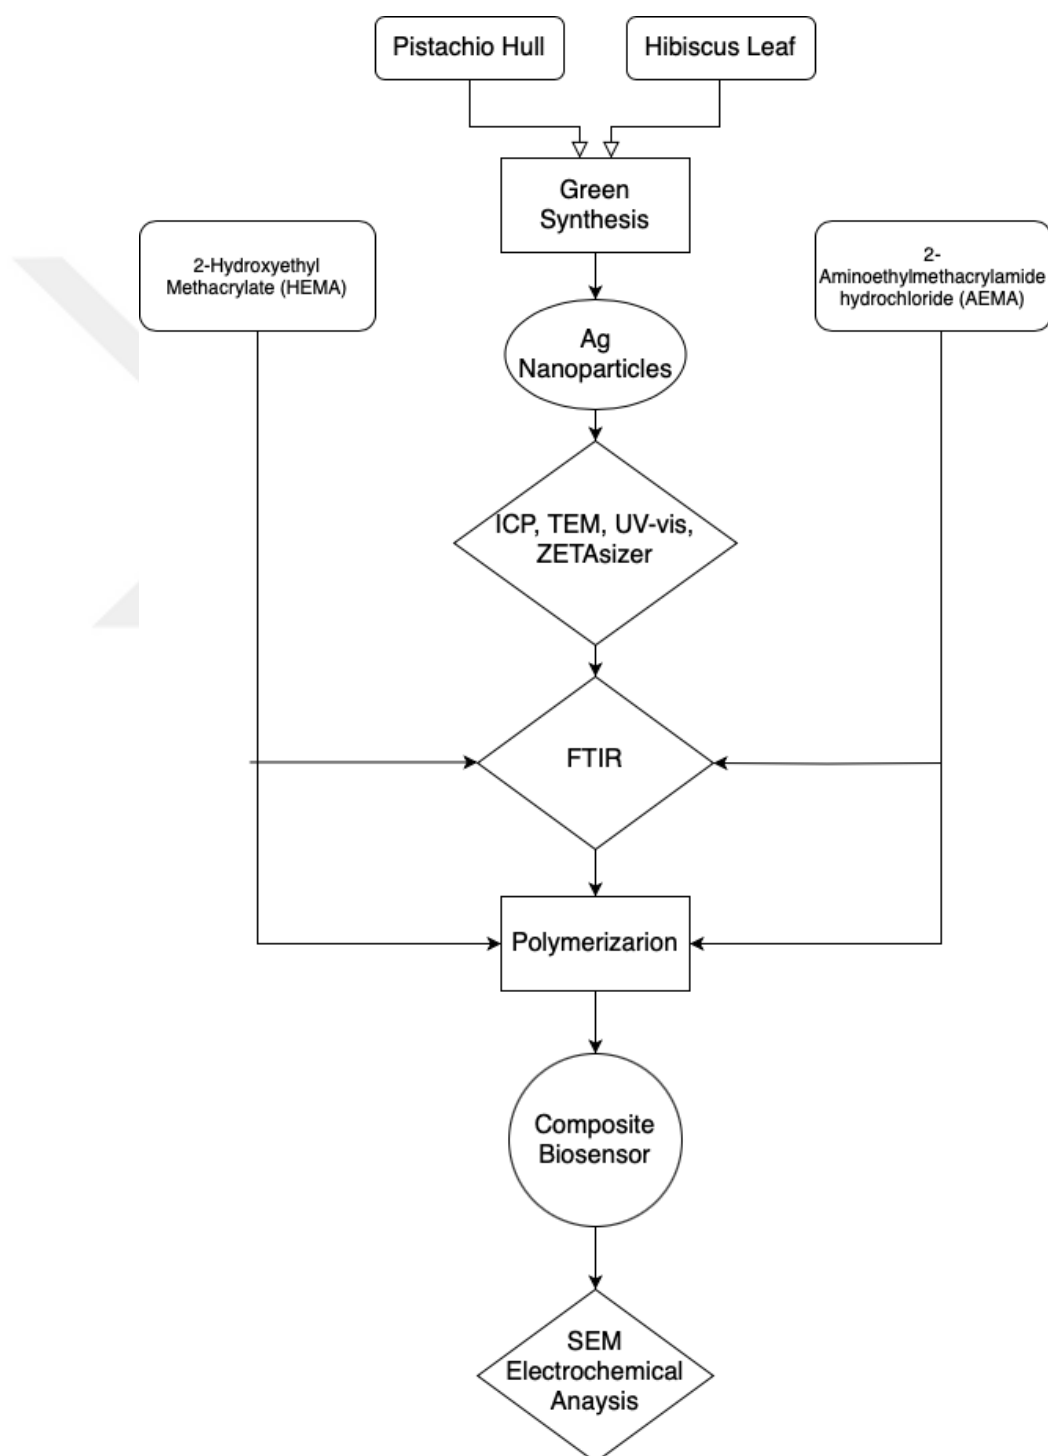 Pistachio Hull
Hibiscus Leaf
Green
Synthesis
2-Hydroxyethyl
Methacrylate (HEMA)
2-
Aminoethylmethacrylamide
hydrochloride (AEMA)
Ag
Nanoparticles
ICP, TEM, UV-vis,
ZETAsizer
FTIR
Polymerizarion
Composite
Biosensor
SEM
Electrochemical
Anaysis